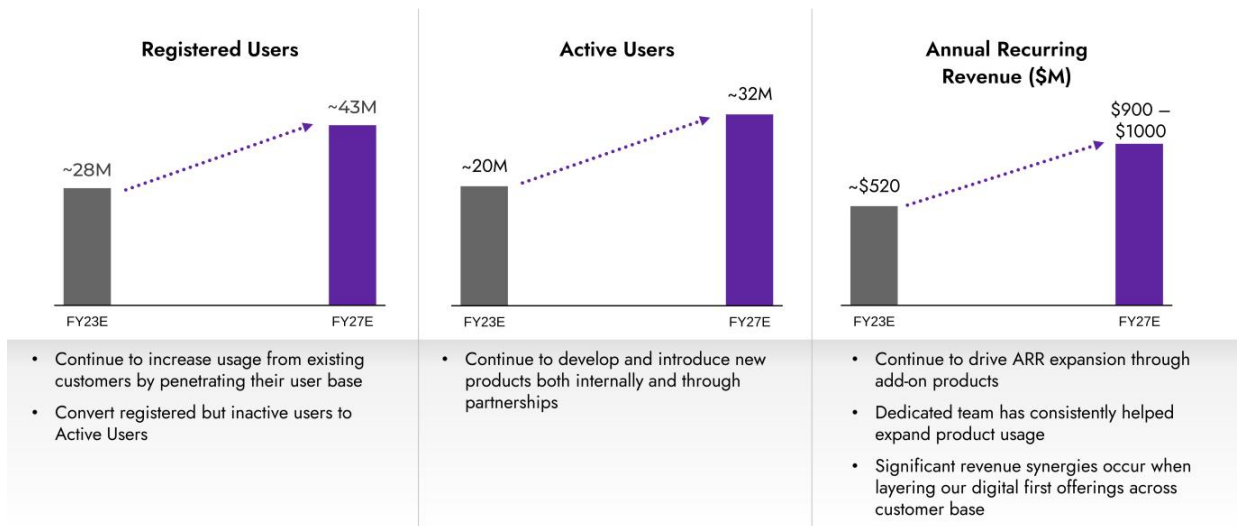 Registered Users
~43M
~28M
FY23E
FY27E
• Continue to increase usage from existing
customers by penetrating their user base
• Convert registered but inactive users to
Active Users
Active Users
~32M
~20M
FY23E
FY27E
• Continue to develop and introduce new
products both internally and through
partnerships
Annual Recurring
Revenue ($M)
$900 –
$1000
~$520
FY23E
FY27E
• Continue to drive ARR expansion through
add-on products
• Dedicated team has consistently helped
expand product usage
• Significant revenue synergies occur when
layering our digital first offerings across
customer base